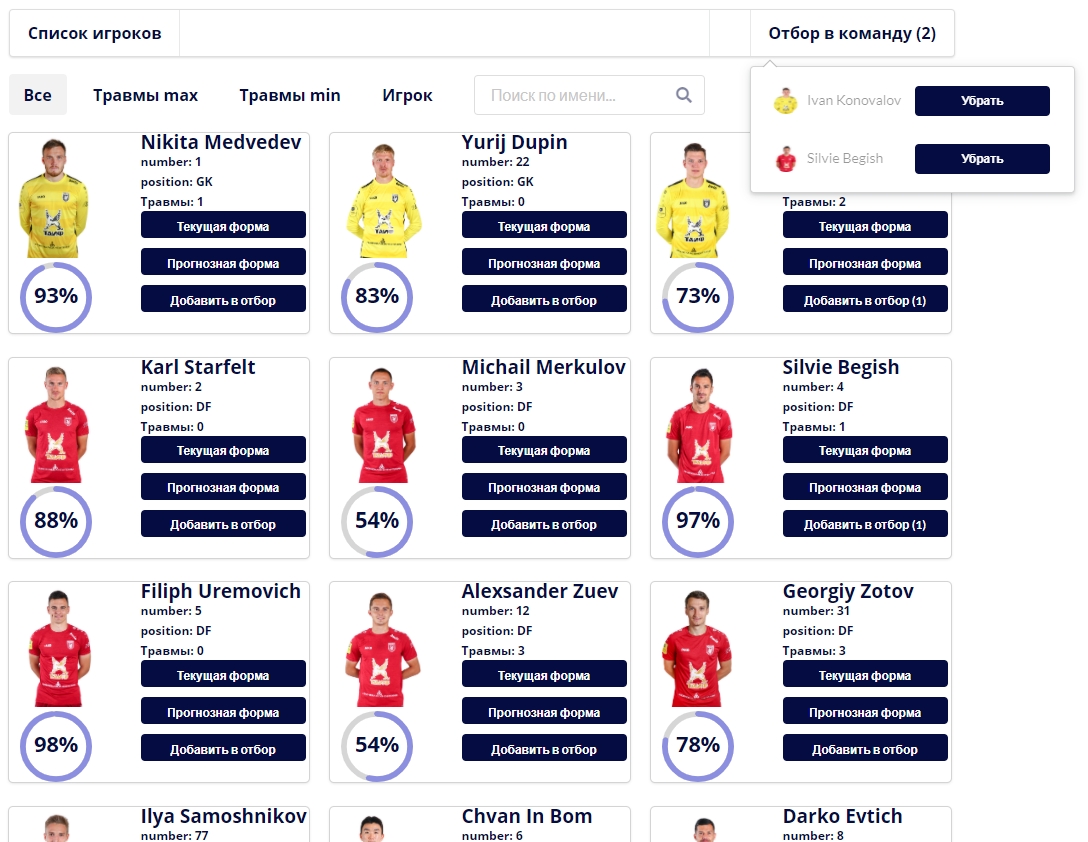 Список игроков
Отбор в команду (2)
Все
Травмы max
Травмы min
Игрок
Поиск по имени...
Ivan Konovalov
Убрать
Silvie Begish
Убрать
Nikita Medvedev
number: 1
position: GK
Травмы: 1
Текущая форма
Прогнозная форма
Добавить в отбор
93%
Yurij Dupin
number: 22
position: GK
Травмы: 0
Текущая форма
Прогнозная форма
Добавить в отбор
83%
Травмы: 2
Текущая форма
Прогнозная форма
Добавить в отбор (1)
73%
Karl Starfelt
number: 2
position: DF
Травмы: 0
Текущая форма
Прогнозная форма
Добавить в отбор
88%
Michail Merkulov
number: 3
position: DF
Травмы: 0
Текущая форма
Прогнозная форма
Добавить в отбор
54%
Silvie Begish
number: 4
position: DF
Травмы: 1
Текущая форма
Прогнозная форма
Добавить в отбор (1)
97%
Filiph Uremovich
number: 5
position: DF
Травмы: 0
Текущая форма
Прогнозная форма
Добавить в отбор
98%
Alexsander Zuev
number: 12
position: DF
Травмы: 3
Текущая форма
Прогнозная форма
Добавить в отбор
54%
Georgiy Zotov
number: 31
position: DF
Травмы: 3
Текущая форма
Прогнозная форма
Добавить в отбор
78%
Ilya Samoshnikov
number: 77
Chvan In Bom
number: 6
Darko Evtich
number: 8